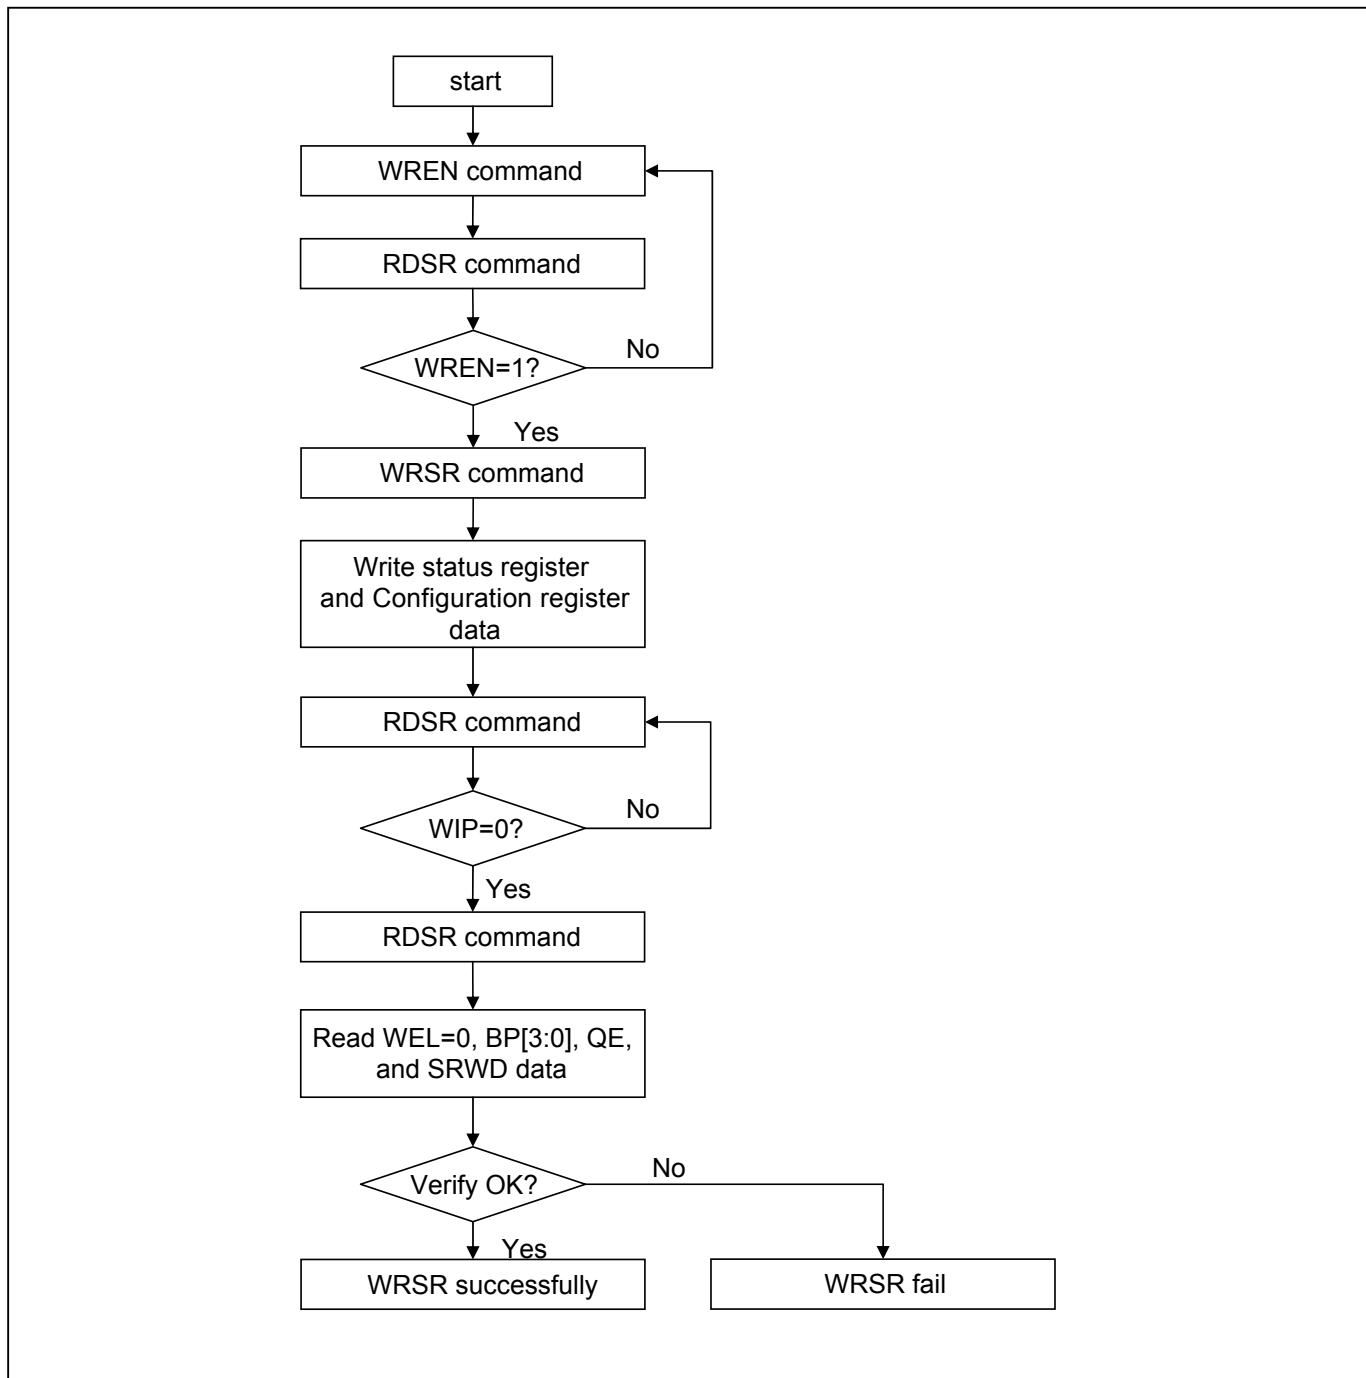 start
WREN command
RDSR command
WREN=1?
No
Yes
WRSR command
Write status register
and Configuration register
data
RDSR command
WIP=0?
No
Yes
RDSR command
Read WEL=0, BP[3:0], QE,
and SRWD data
Verify OK?
No
Yes
WRSR successfully
WRSR fail